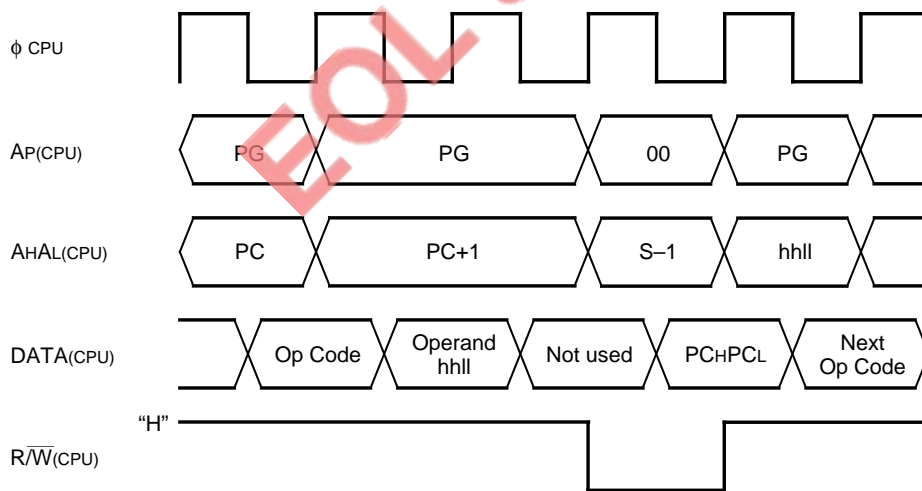 φ CPU
AP(CPU)
PG
PG
00
PG
AHAL(CPU)
PC
PC+1
S–1
hhll
DATA(CPU)
Op Code
Operand
hhll
Not used
PCHPCL
Next
Op Code
“H”
R/W(CPU)
EOL